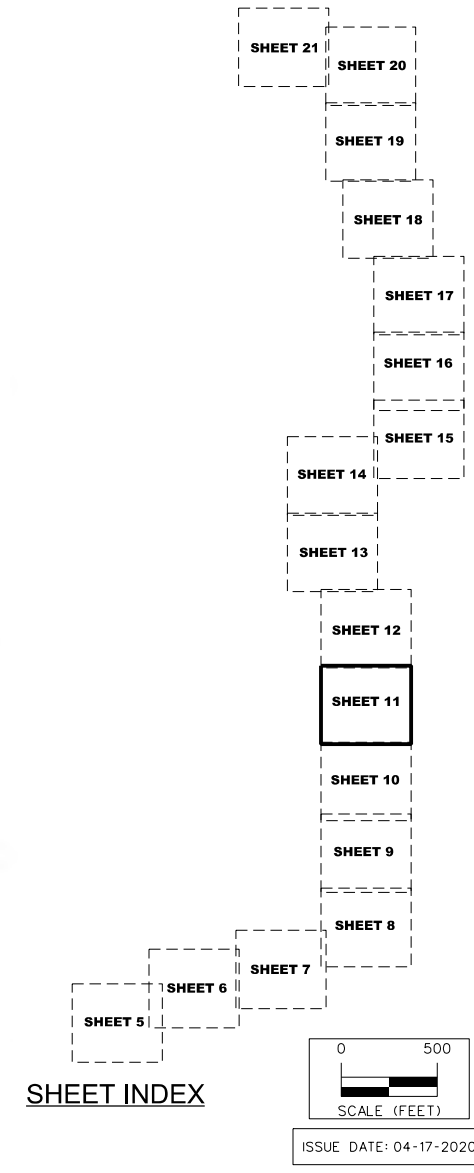 SHEET 21
SHEET 20
SHEET 19
SHEET 18
SHEET 17
SHEET 16
SHEET 15
SHEET 14
SHEET 13
SHEET 12
SHEET 11
SHEET 10
SHEET 9
SHEET 8
SHEET 7
SHEET 6
SHEET 5
SHEET INDEX
0 500
SCALE (FEET)
ISSUE DATE: 04-17-2020